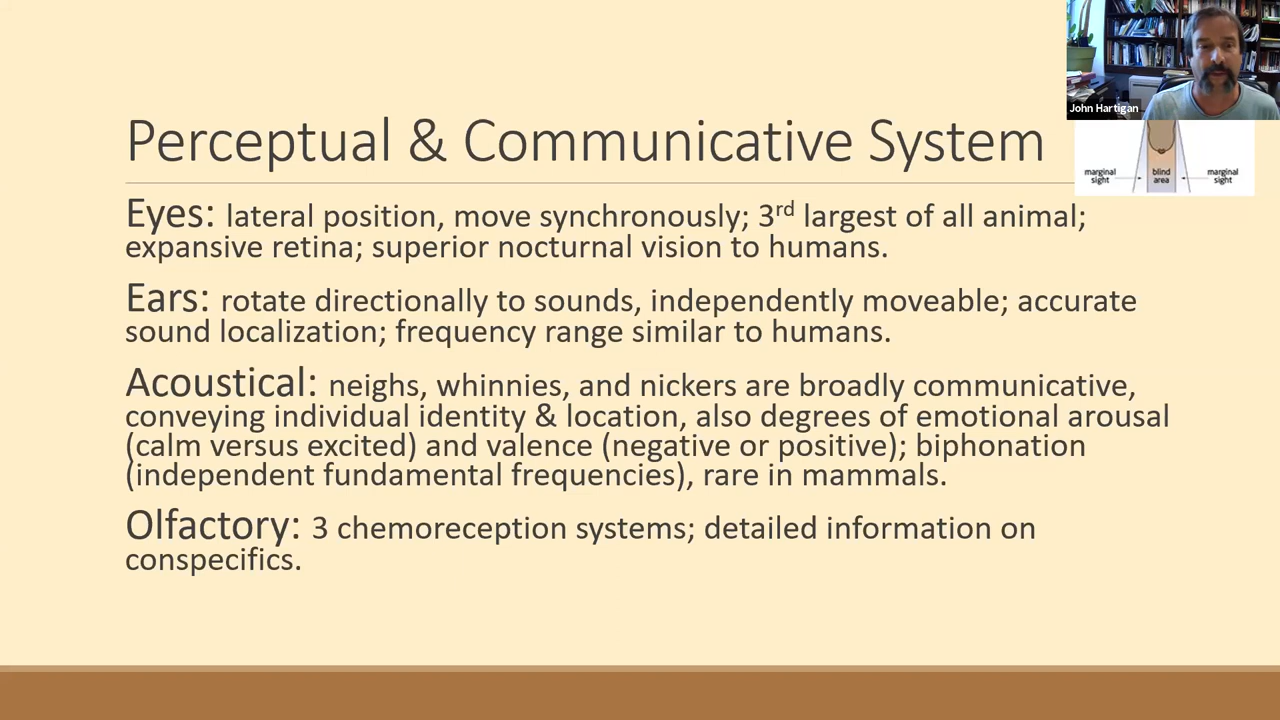 John Hartigan
Perceptual & Communicative System
marginal sight
blind area
marginal sight
Eyes: lateral position, move synchronously; 3rd largest of all animal;
expansive retina; superior nocturnal vision to humans.
Ears: rotate directionally to sounds, independently moveable; accurate
sound localization; frequency range similar to humans.
Acoustical: neighs, whinnies, and nickers are broadly communicative,
conveying individual identity & location, also degrees of emotional arousal
(calm versus excited) and valence (negative or positive); biphonation
(independent fundamental frequencies), rare in mammals.
Olfactory: 3 chemoreception systems; detailed information on
conspecifics.